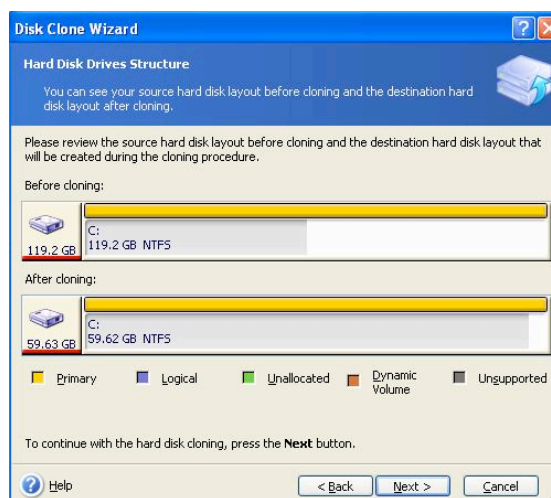 Disk Clone Wizard
Hard Disk Drives Structure
You can see your source hard disk layout before cloning and the destination hard
disk layout after cloning.
Please review the source hard disk layout before cloning and the destination hard disk layout that
will be created during the cloning procedure.
Before cloning:
C:
119.2 GB NTFS
119.2 GB
After cloning:
C:
59.62 GB NTFS
59.63 GB
Primary Logical Unallocated Dynamic Volume Unsupported
To continue with the hard disk cloning, press the Next button.
Help < Back Next > Cancel